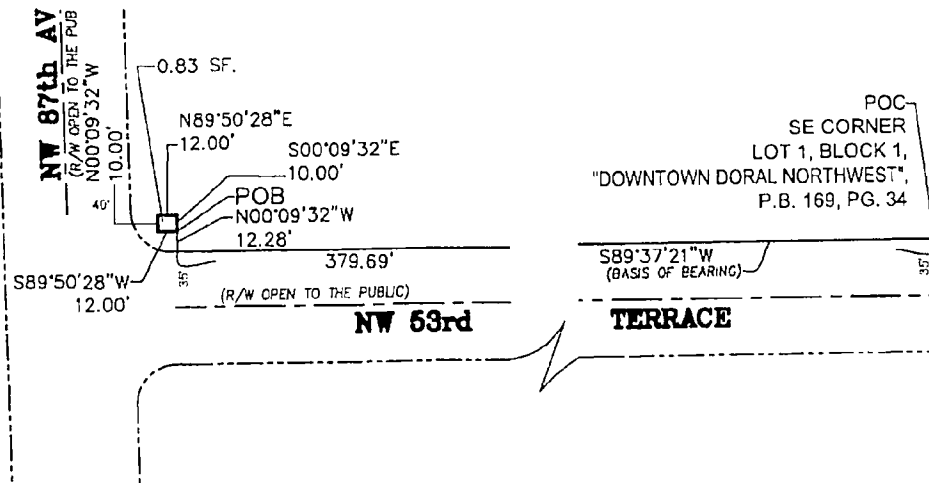 NW 87th AV
(R/W OPEN TO THE PUB
N00°09'32"W
10.00'
40'
0.83 SF.
N89°50'28"E
12.00'
S00°09'32"E
10.00'
POB
N00°09'32"W
12.28'
S89°50'28"W
12.00'
35'
379.69'
(R/W OPEN TO THE PUBLIC)
NW 53rd
TERRACE
POC
SE CORNER
LOT 1, BLOCK 1,
"DOWNTOWN DORAL NORTHWEST",
P.B. 169, PG. 34
S89°37'21"W
(BASIS OF BEARING)
35'